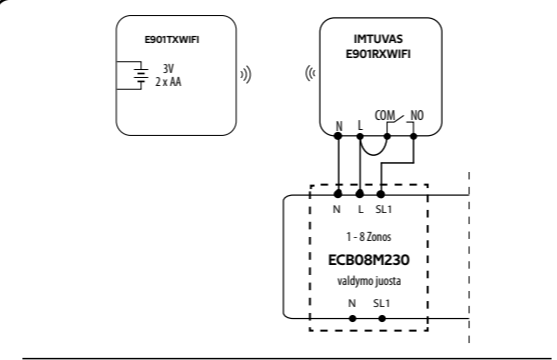 E901TXWIFI
3V
2 x AA
IMTUVAS
E901RXWIFI
N L COM NO
N L SL1
1 - 8 Zonos
ECB08M230
valdymo juosta
N SL1